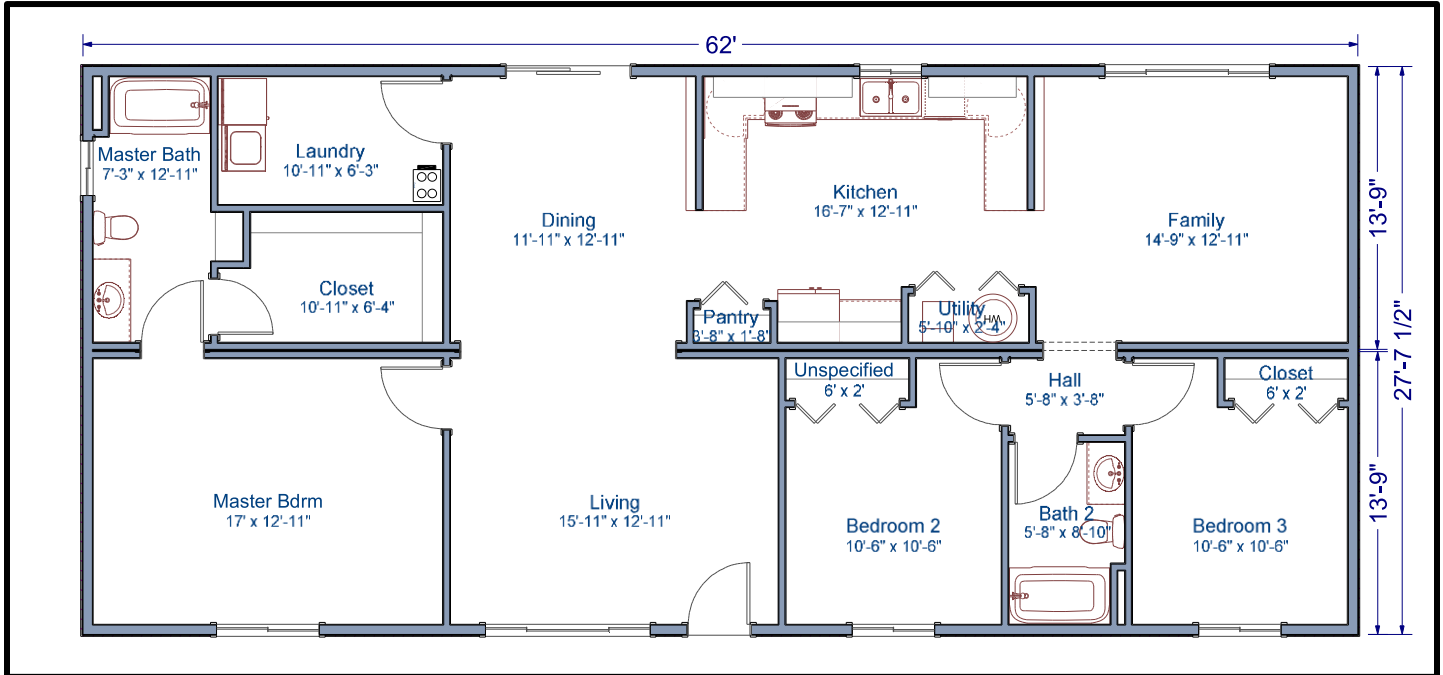 62'
Master Bath
7'-3" x 12'-11"
Laundry
10'-11" x 6'-3"
Dining
11'-11" x 12'-11"
Kitchen
16'-7" x 12'-11"
Family
14'-9" x 12'-11"
13'-9"
Closet
10'-11" x 6'-4"
Pantry
3'-8" x 1'-8"
Utility
5'-10" x 2'-4"
WH
27'-7 1/2"
Unspecified
6' x 2'
Hall
5'-8" x 3'-8"
Closet
6' x 2'
Master Bdrm
17' x 12'-11"
Living
15'-11" x 12'-11"
Bedroom 2
10'-6" x 10'-6"
Bath 2
5'-8" x 8'-10"
Bedroom 3
10'-6" x 10'-6"
13'-9"